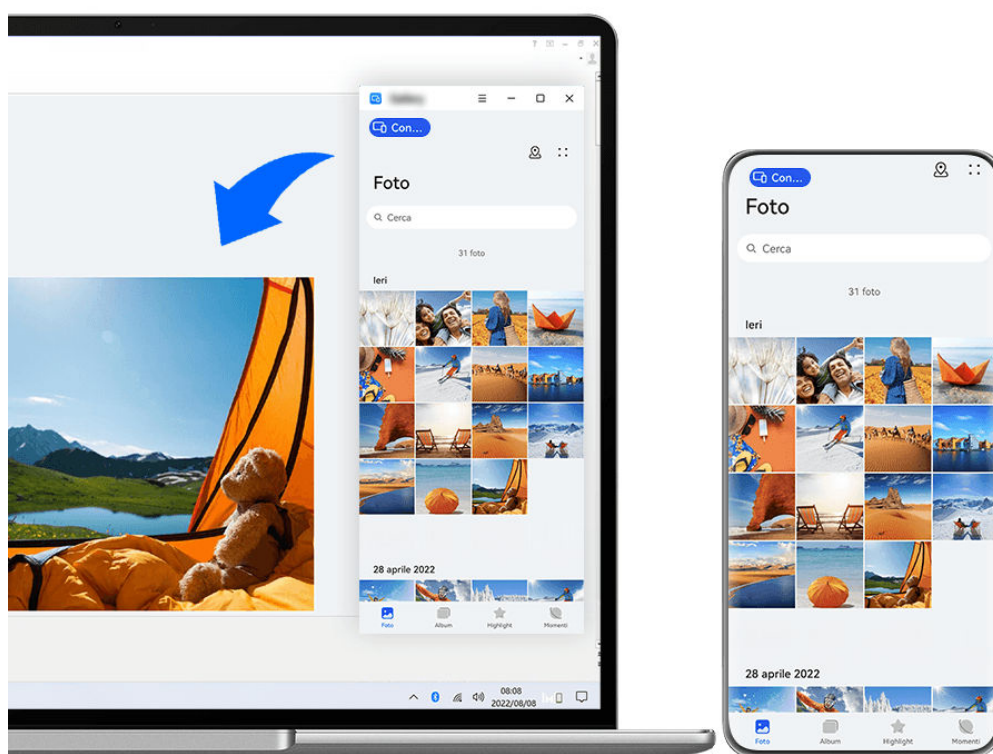 Con...
Foto
Cerca
31 foto
Ieri
28 aprile 2022
Foto Album Highlight Momenti
08:08
2022/08/08
Con...
Foto
Cerca
31 foto
Ieri
28 aprile 2022
Foto Album Highlight Momenti